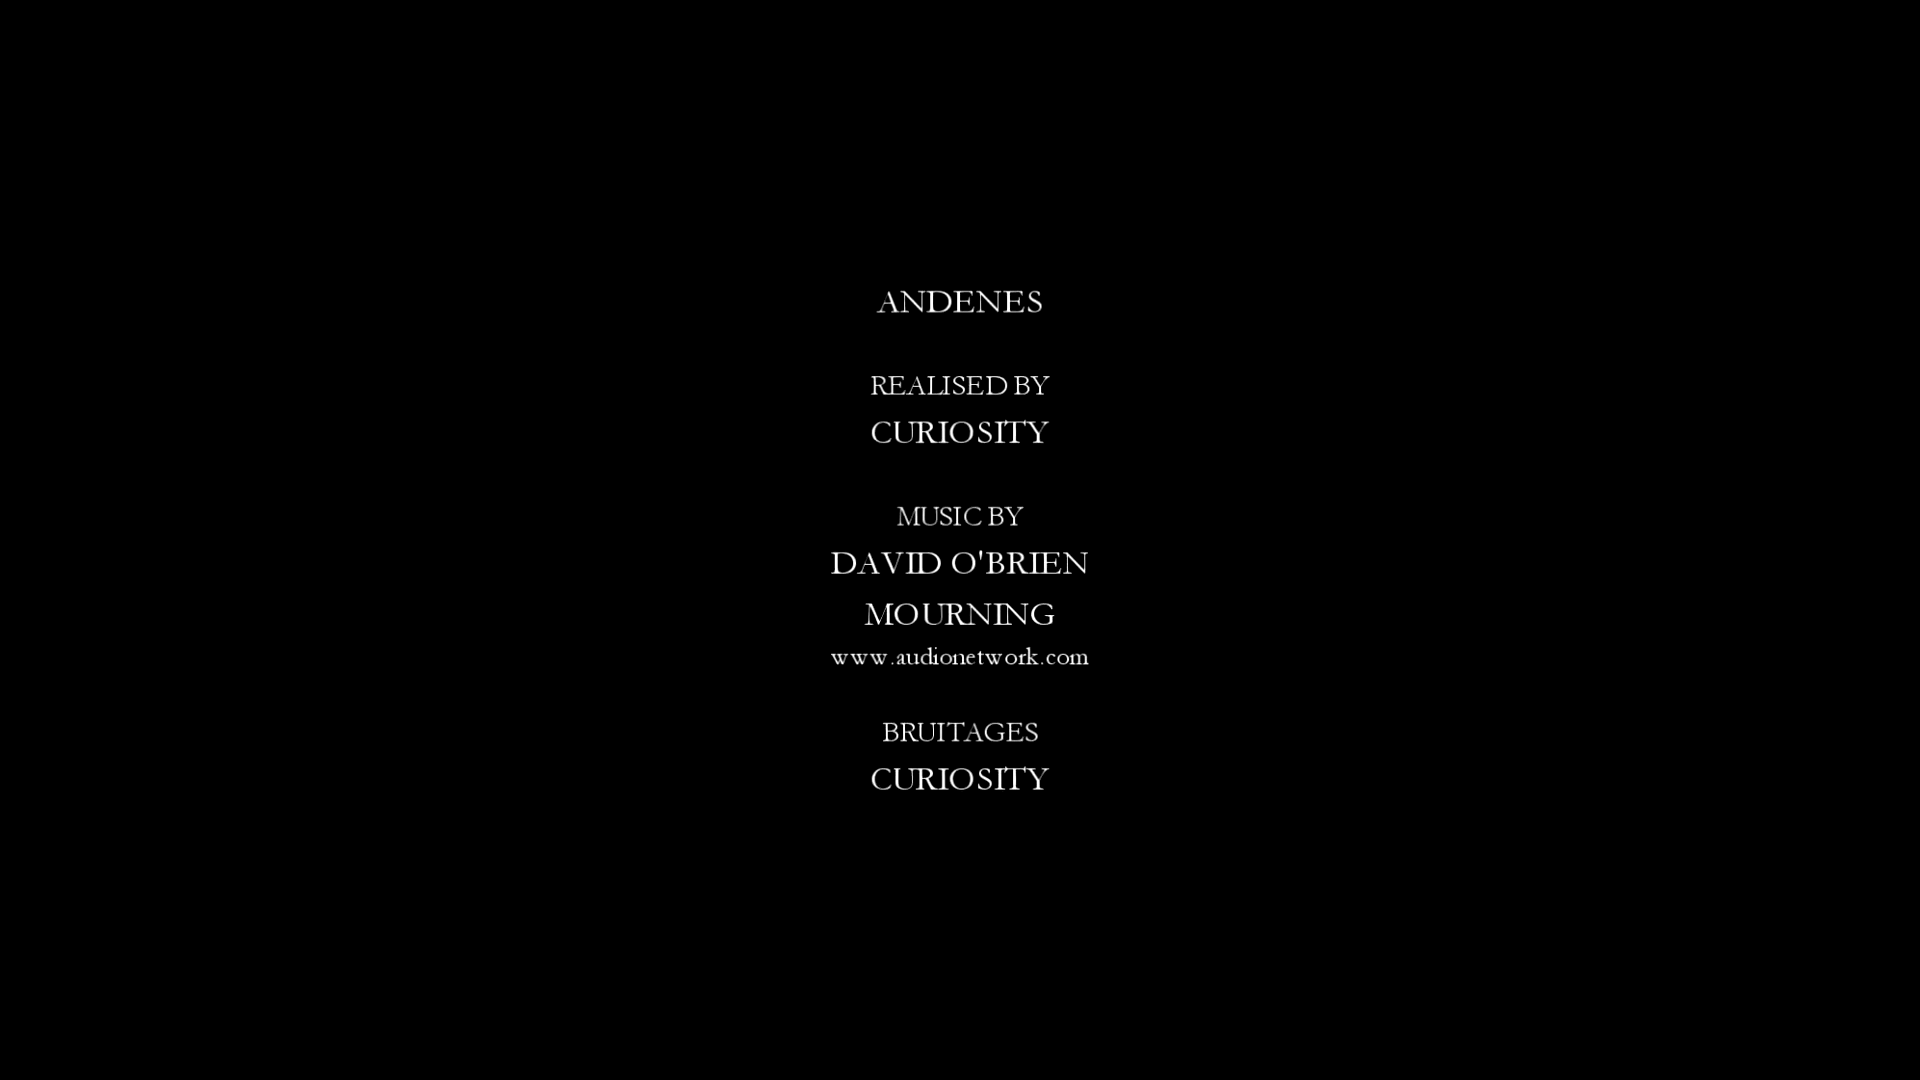 ANDENES
REALISED BY
CURIOSITY
MUSIC BY
DAVID O'BRIEN
MOURNING
www.audionetwork.com
BRUITAGES
CURIOSITY